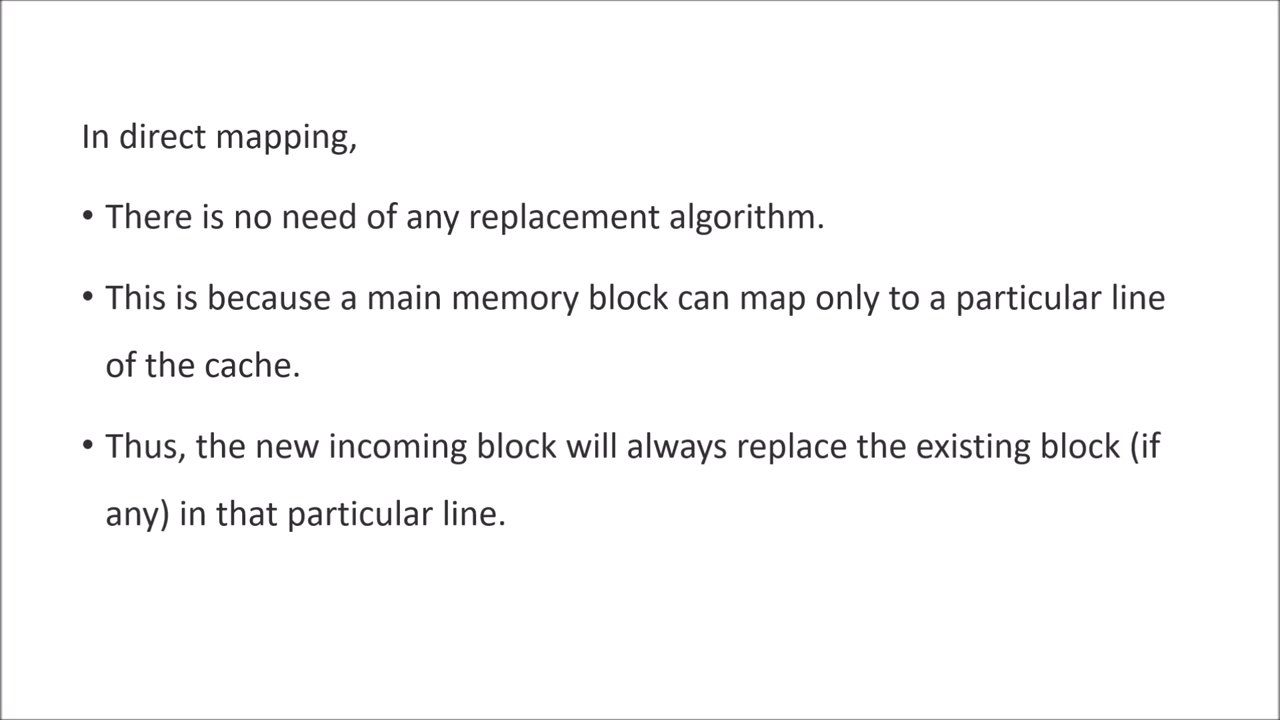 In direct mapping,
• There is no need of any replacement algorithm.
• This is because a main memory block can map only to a particular line
of the cache.
• Thus, the new incoming block will always replace the existing block (if
any) in that particular line.